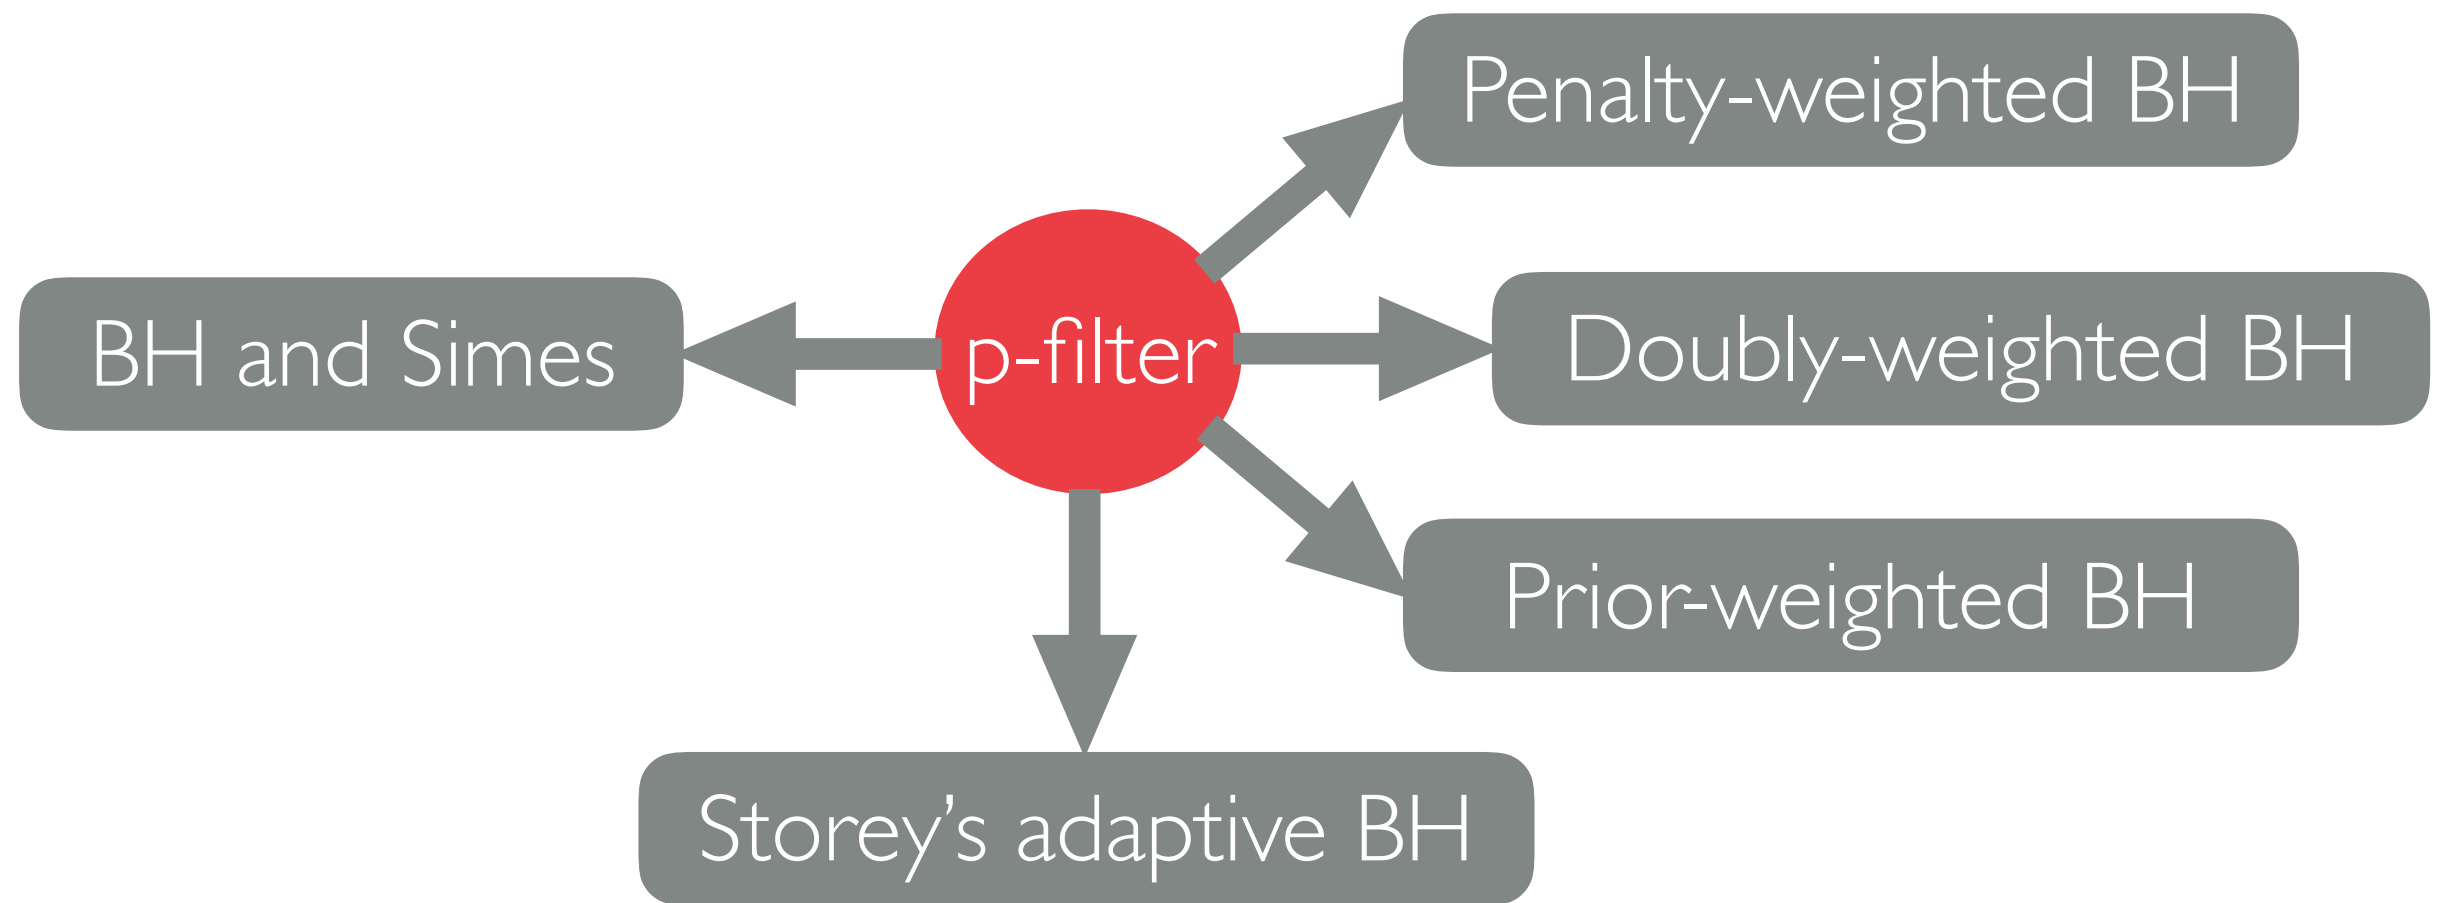 Penalty-weighted BH
BH and Simes
p-filter
Doubly-weighted BH
Prior-weighted BH
Storey’s adaptive BH